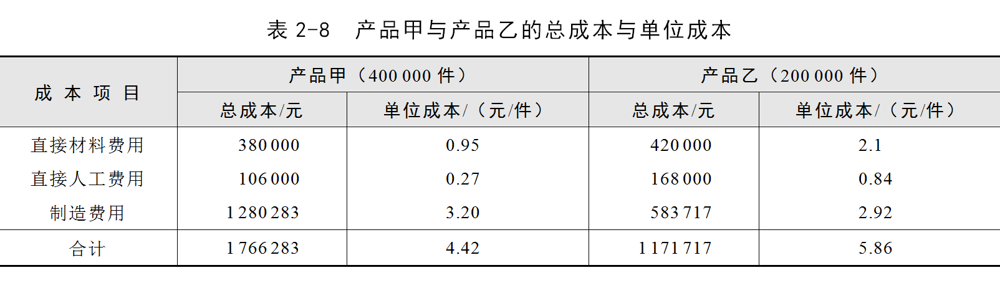 表 2-8 产品甲与产品乙的总成本与单位成本
成本项目 产品甲（400 000 件） 产品乙（200 000 件）
总成本/元 单位成本/（元/件） 总成本/元 单位成本/（元/件）
直接材料费用 380 000 0.95 420 000 2.1
直接人工费用 106 000 0.27 168 000 0.84
制造费用 1 280 283 3.20 583 717 2.92
合计 1 766 283 4.42 1 171 717 5.86